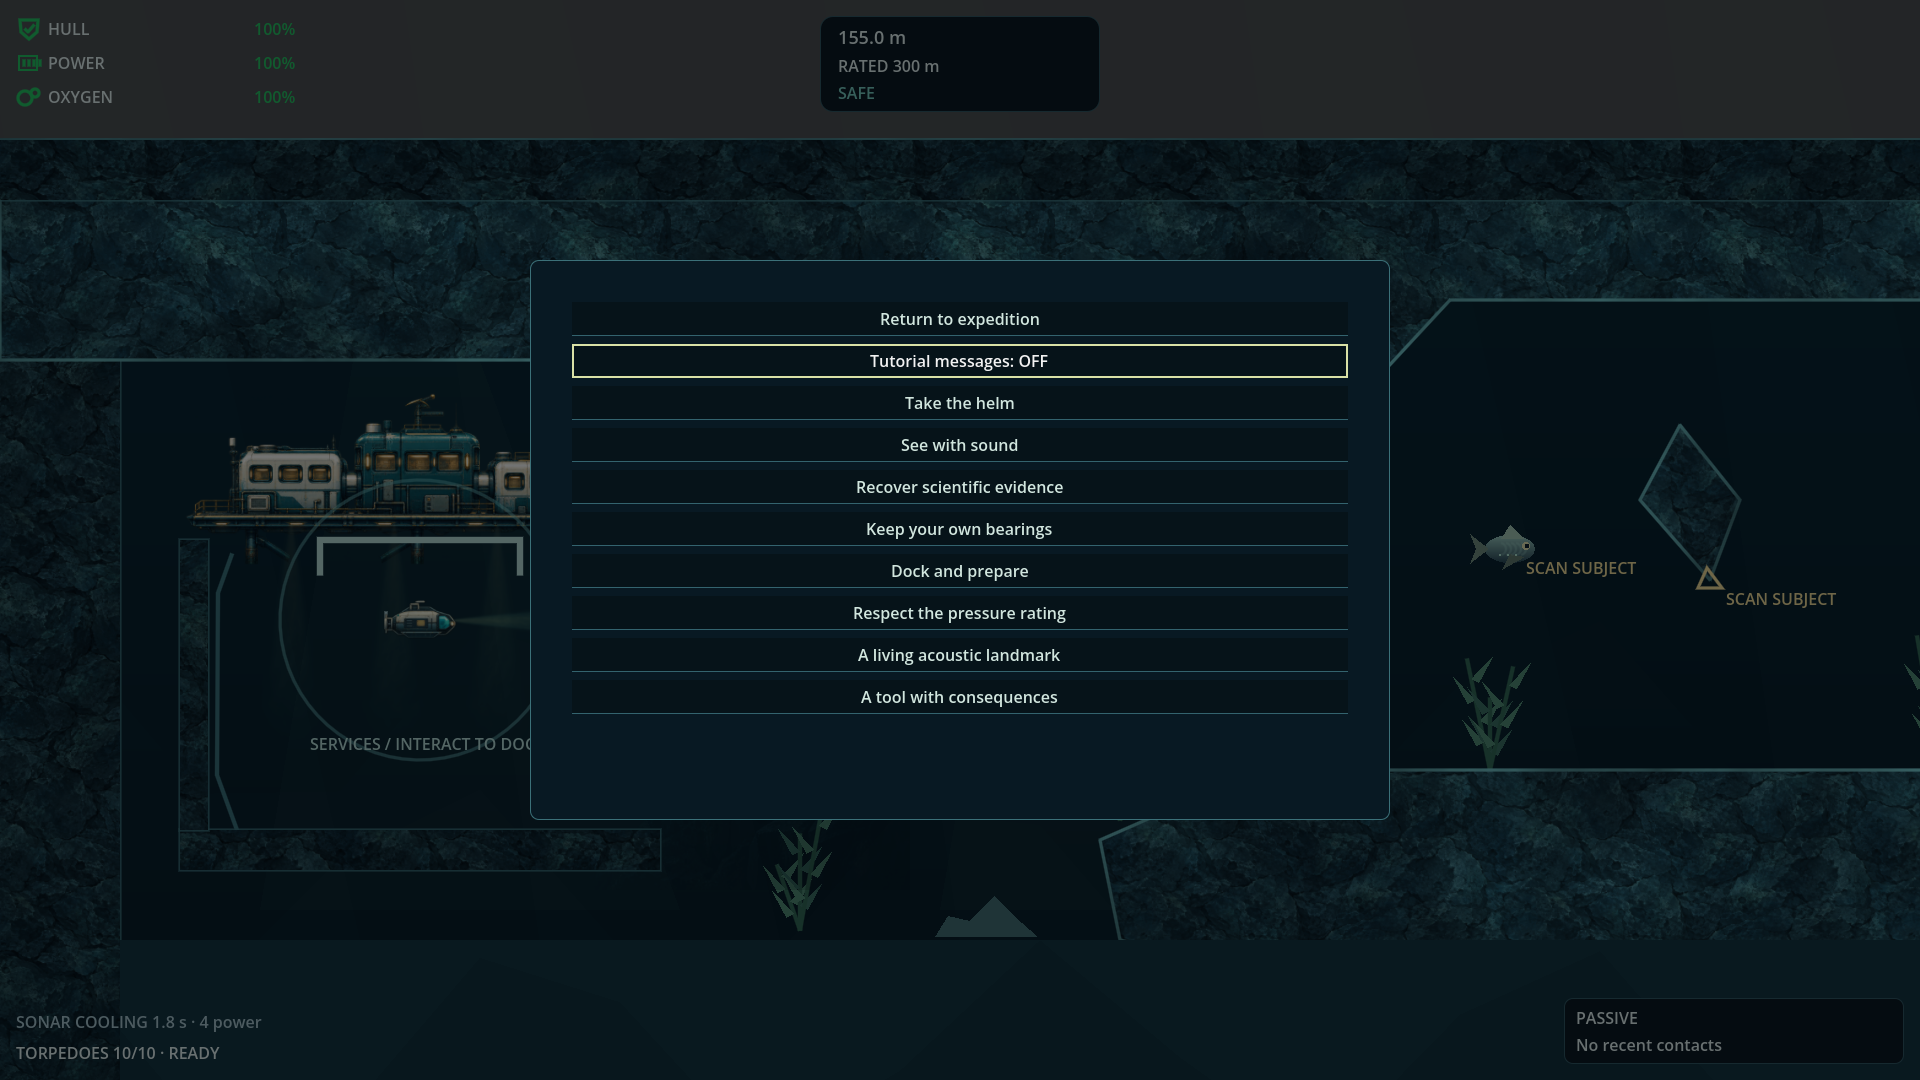 HULL 100%
POWER 100%
OXYGEN 100%
155.0 m
RATED 300 m
SAFE
Return to expedition
Tutorial messages: OFF
Take the helm
See with sound
Recover scientific evidence
Keep your own bearings
Dock and prepare
Respect the pressure rating
A living acoustic landmark
A tool with consequences
SCAN SUBJECT
SCAN SUBJECT
SERVICES / INTERACT TO
SONAR COOLING 1.8 s · 4 power
TORPEDOES 10/10 · READY
PASSIVE
No recent contacts